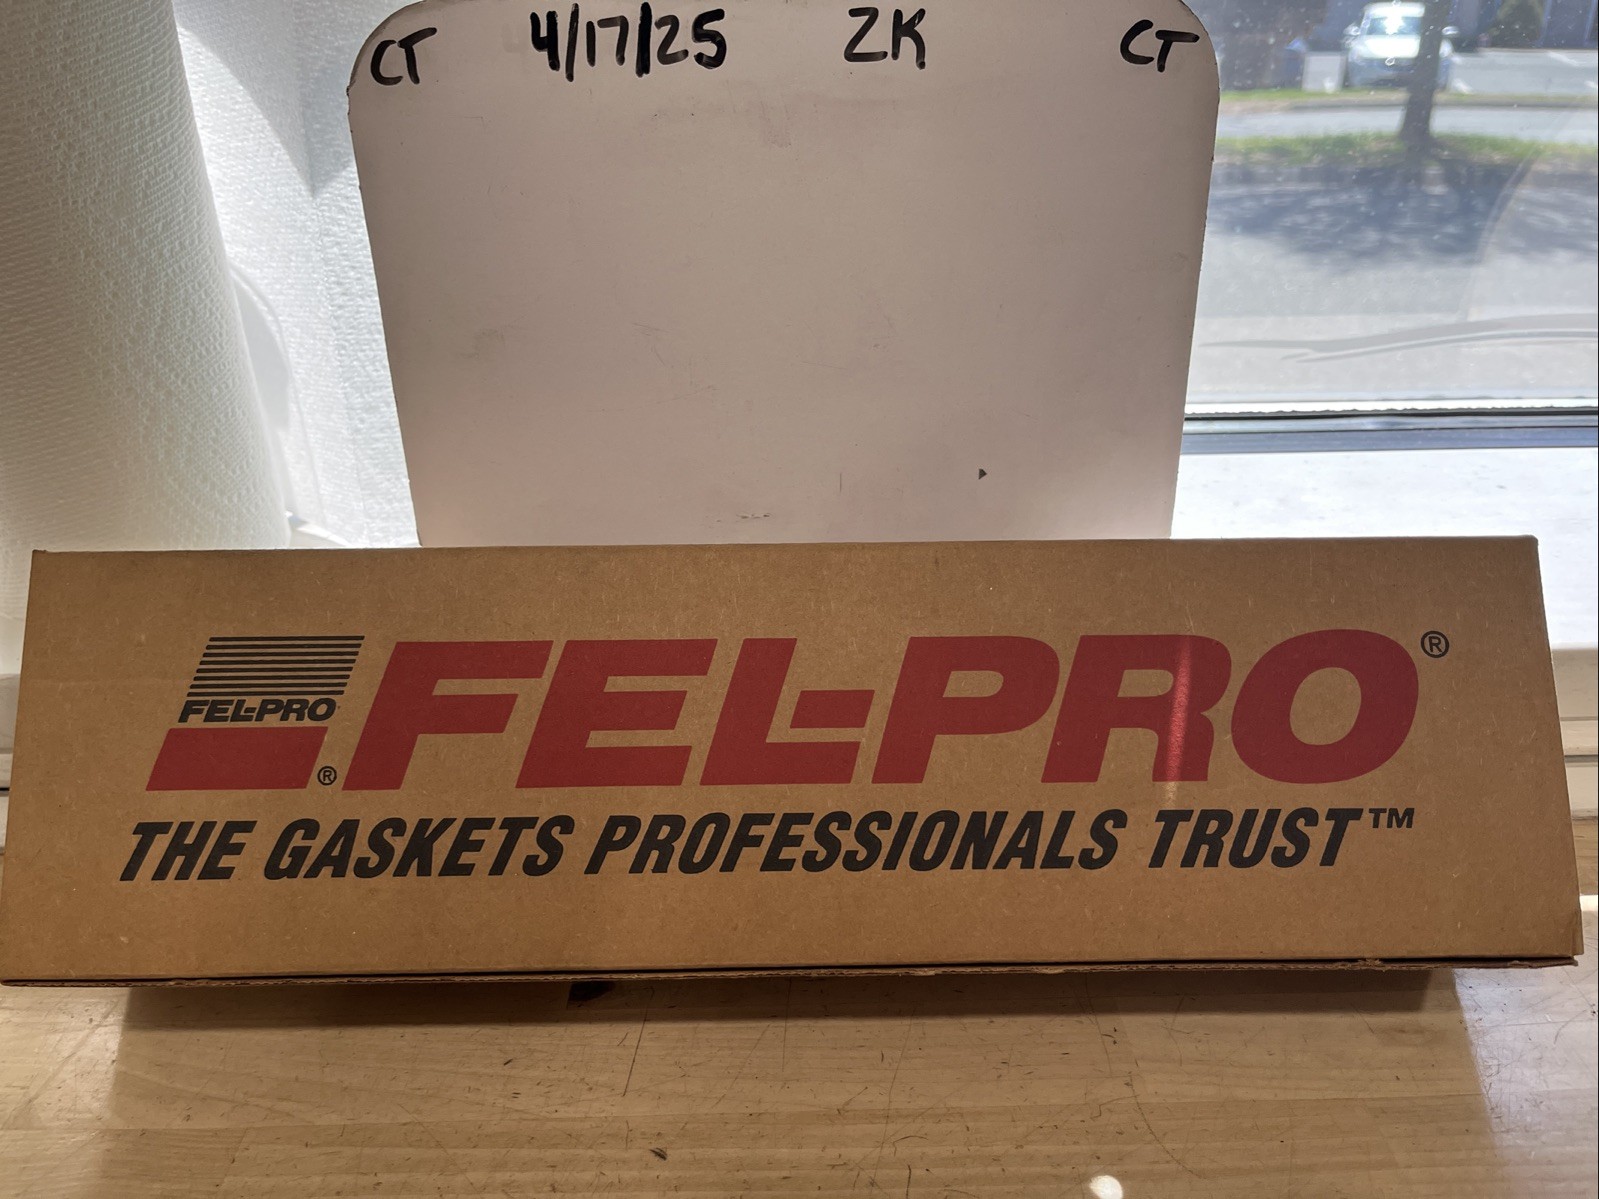 CT 4/17/25 ZK CT
FEL-PRO®
FEL-PRO ®
THE GASKETS PROFESSIONALS TRUST™